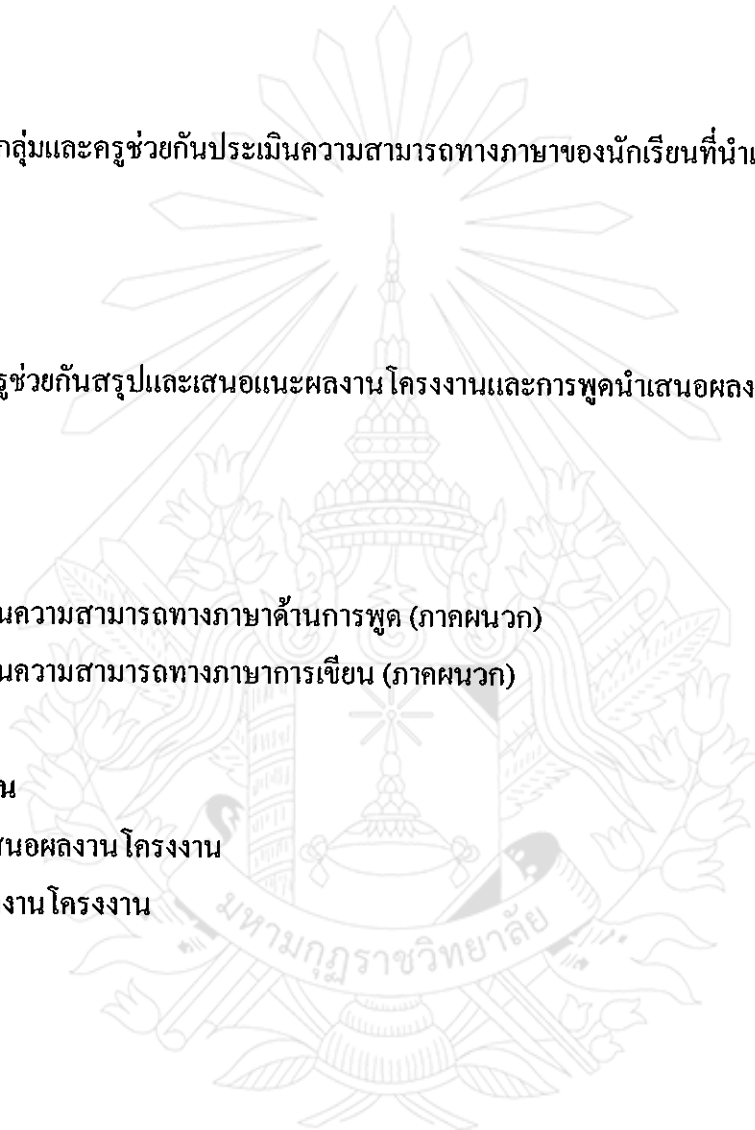 กลุ่มและครูช่วยกันประเมินความสามารถทางภาษาของนักเรียนที่นำเ
รูช่วยกันสรุปและเสนอแนะผลงานโครงงานและการพูดนำเสนอผลง
นความสามารถทางภาษาด้านการพูด (ภาคผนวก)
นความสามารถทางภาษาการเขียน (ภาคผนวก)
น
สนอผลงานโครงงาน
งานโครงงาน
มหามกุฏราชวิทยาลัย